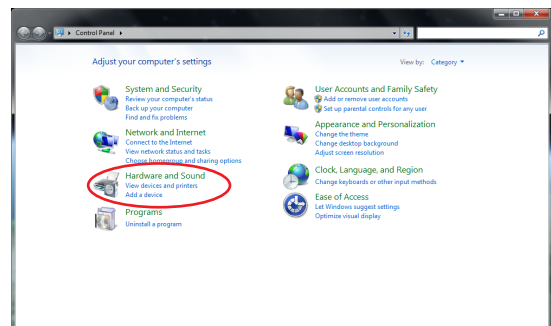 Control Panel
Adjust your computer's settings
View by: Category
System and Security
Review your computer's status
Back up your computer
Find and fix problems
Network and Internet
Connect to the Internet
View network status and tasks
Choose homegroup and sharing options
Hardware and Sound
View devices and printers
Add a device
Programs
Uninstall a program
User Accounts and Family Safety
Add or remove user accounts
Set up parental controls for any user
Appearance and Personalization
Change the theme
Change desktop background
Adjust screen resolution
Clock, Language, and Region
Change keyboards or other input methods
Ease of Access
Let Windows suggest settings
Optimize visual display